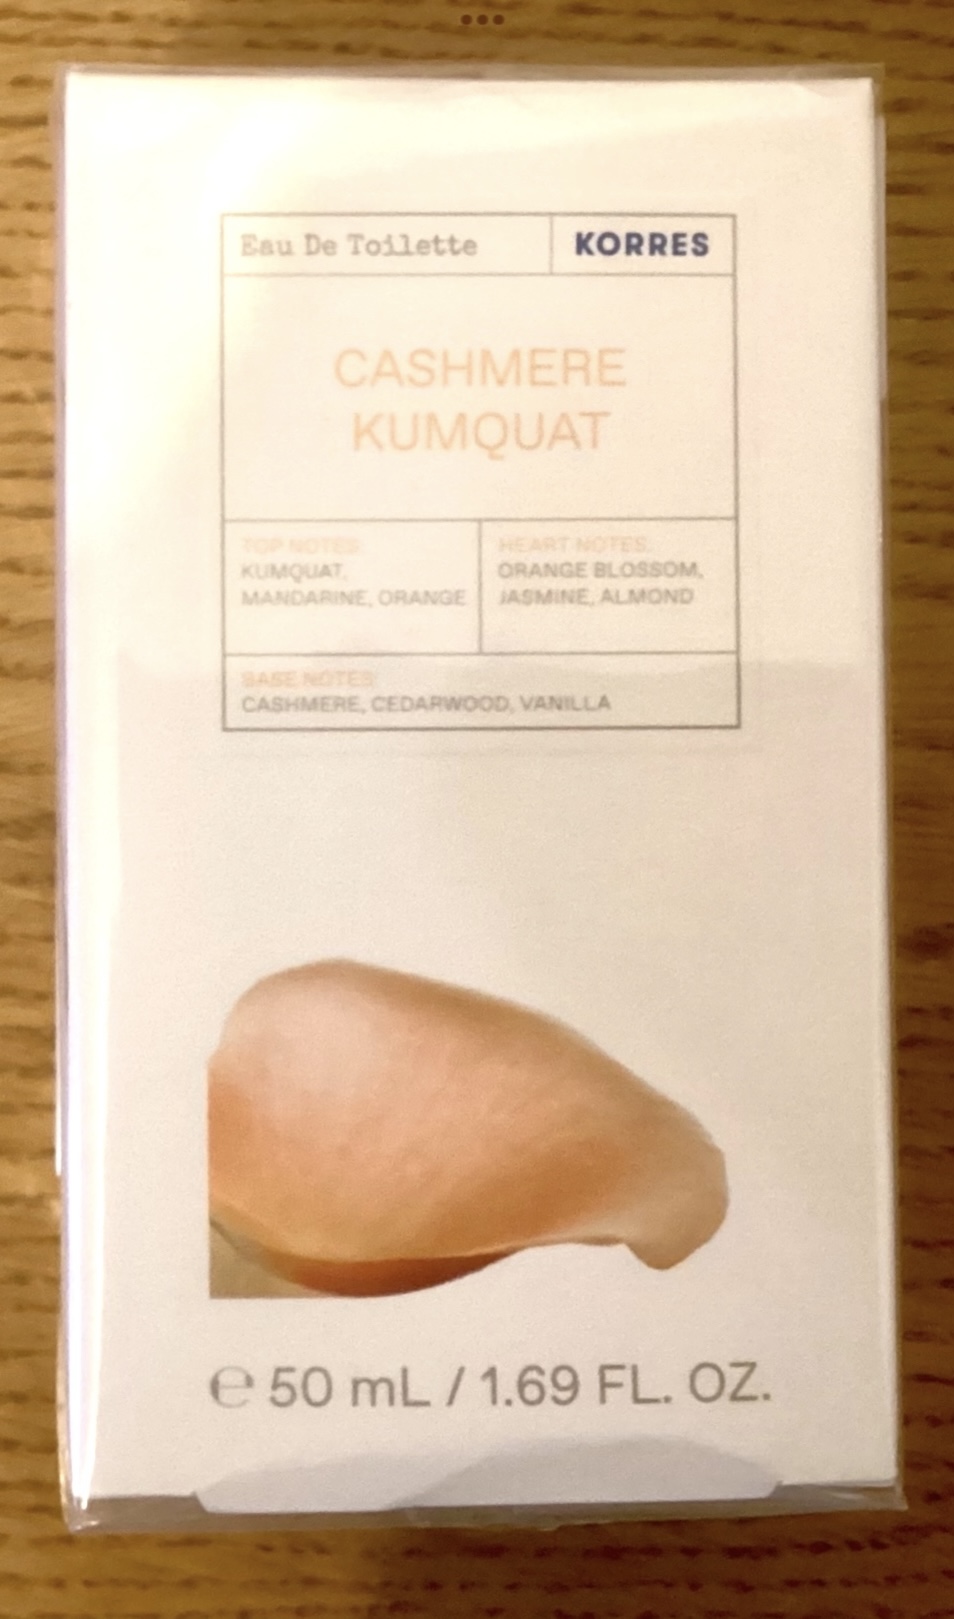 Eau De Toilette
KORRES
CASHMERE
KUMQUAT
TOP NOTES:
KUMQUAT,
MANDARINE, ORANGE
HEART NOTES:
ORANGE BLOSSOM,
JASMINE, ALMOND
BASE NOTES:
CASHMERE, CEDARWOOD, VANILLA
℮ 50 mL / 1.69 FL. OZ.